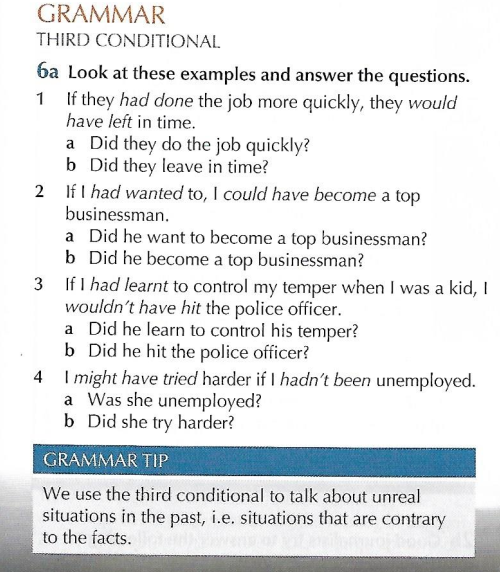 GRAMMAR
THIRD CONDITIONAL
6a Look at these examples and answer the questions.
1 If they had done the job more quickly, they would
have left in time.
a Did they do the job quickly?
b Did they leave in time?
2 If I had wanted to, I could have become a top
businessman.
a Did he want to become a top businessman?
b Did he become a top businessman?
3 If I had learnt to control my temper when I was a kid, I
wouldn't have hit the police officer.
a Did he learn to control his temper?
b Did he hit the police officer?
4 I might have tried harder if I hadn't been unemployed.
a Was she unemployed?
b Did she try harder?
GRAMMAR TIP
We use the third conditional to talk about unreal
situations in the past, i.e. situations that are contrary
to the facts.